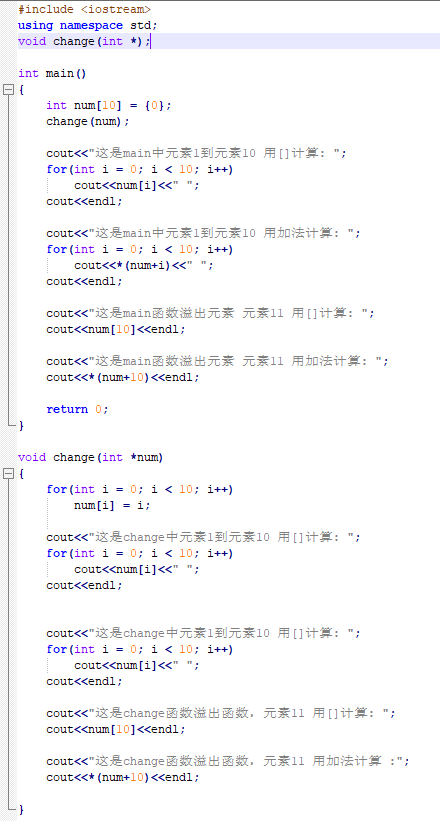 #include <iostream>
using namespace std;
void change(int *);
int main()
{
int num[10] = {0};
change(num);
cout<<"这是main中元素1到元素10 用[]计算: ";
for(int i = 0; i < 10; i++)
cout<<num[i]<<" ";
cout<<endl;
cout<<"这是main中元素1到元素10 用加法计算: ";
for(int i = 0; i < 10; i++)
cout<<*(num+i)<<" ";
cout<<endl;
cout<<"这是main函数溢出元素 元素11 用[]计算: ";
cout<<num[10]<<endl;
cout<<"这是main函数溢出元素 元素11 用加法计算: ";
cout<<*(num+10)<<endl;
return 0;
}
void change(int *num)
{
for(int i = 0; i < 10; i++)
num[i] = i;
cout<<"这是change中元素1到元素10 用[]计算: ";
for(int i = 0; i < 10; i++)
cout<<num[i]<<" ";
cout<<endl;
cout<<"这是change中元素1到元素10 用[]计算: ";
for(int i = 0; i < 10; i++)
cout<<num[i]<<" ";
cout<<endl;
cout<<"这是change函数溢出函数，元素11 用[]计算: ";
cout<<num[10]<<endl;
cout<<"这是change函数溢出函数，元素11 用加法计算 :";
cout<<*(num+10)<<endl;
}